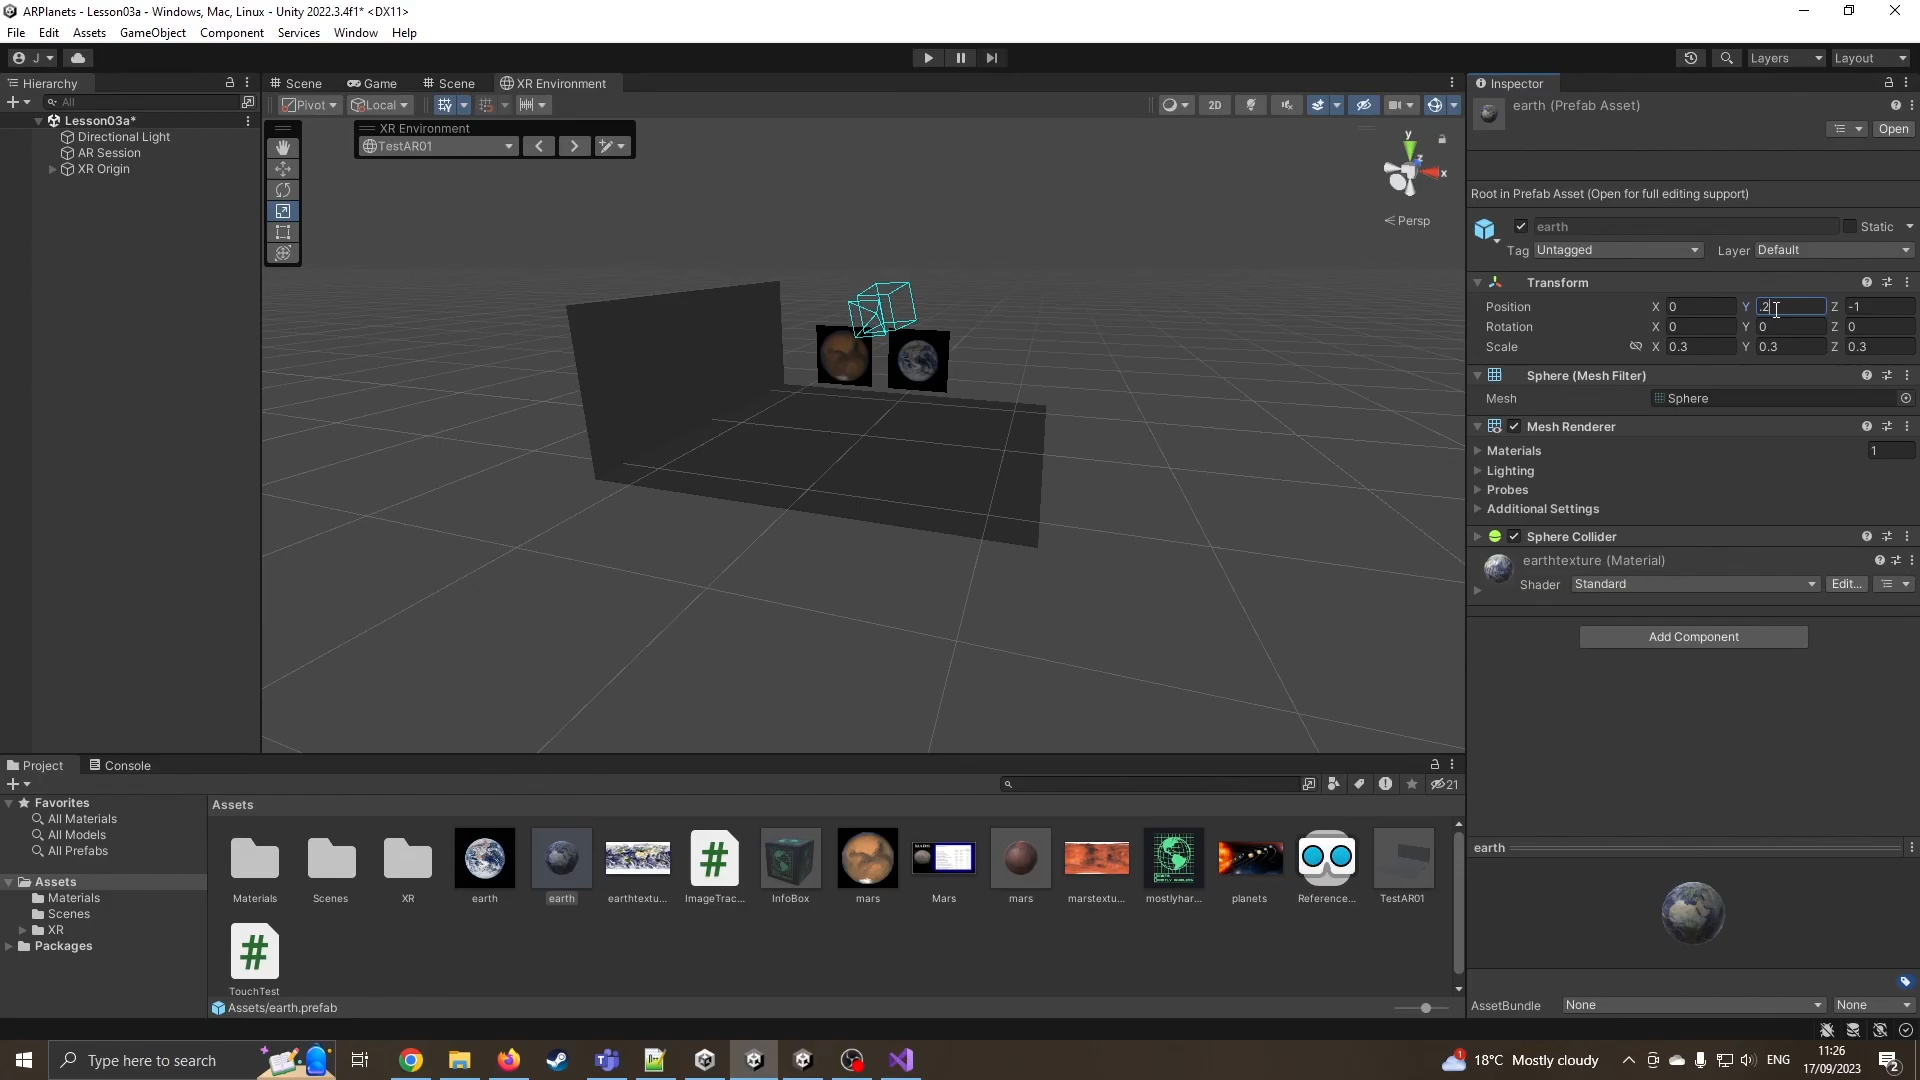 ARPlanets - Lesson03a - Windows, Mac, Linux - Unity 2022.3.4f1* <DX11>
File Edit Assets GameObject Component Services Window Help
J Layers Layout
Hierarchy
All
Lesson03a*
Directional Light
AR Session
XR Origin
Scene Game Scene XR Environment
Pivot Local 2D
XR Environment
TestAR01
y
z
x
Persp
Inspector
earth (Prefab Asset)
Open
Root in Prefab Asset (Open for full editing support)
earth Static
Tag Untagged Layer Default
Transform
Position X 0 Y .2 Z -1
Rotation X 0 Y 0 Z 0
Scale X 0.3 Y 0.3 Z 0.3
Sphere (Mesh Filter)
Mesh Sphere
Mesh Renderer
Materials 1
Lighting
Probes
Additional Settings
Sphere Collider
earthtexture (Material)
Shader Standard Edit...
Add Component
earth
AssetBundle None None
Project Console
21
Favorites
All Materials
All Models
All Prefabs
Assets
Materials
Scenes
XR
Packages
Assets
Materials Scenes XR earth earth earthtextu... ImageTrac... InfoBox mars Mars mars marstextu... mostlyhar... planets Reference... TestAR01
TouchTest
Assets/earth.prefab
Type here to search
1 18°C Mostly cloudy ENG
11:26
17/09/2023
2